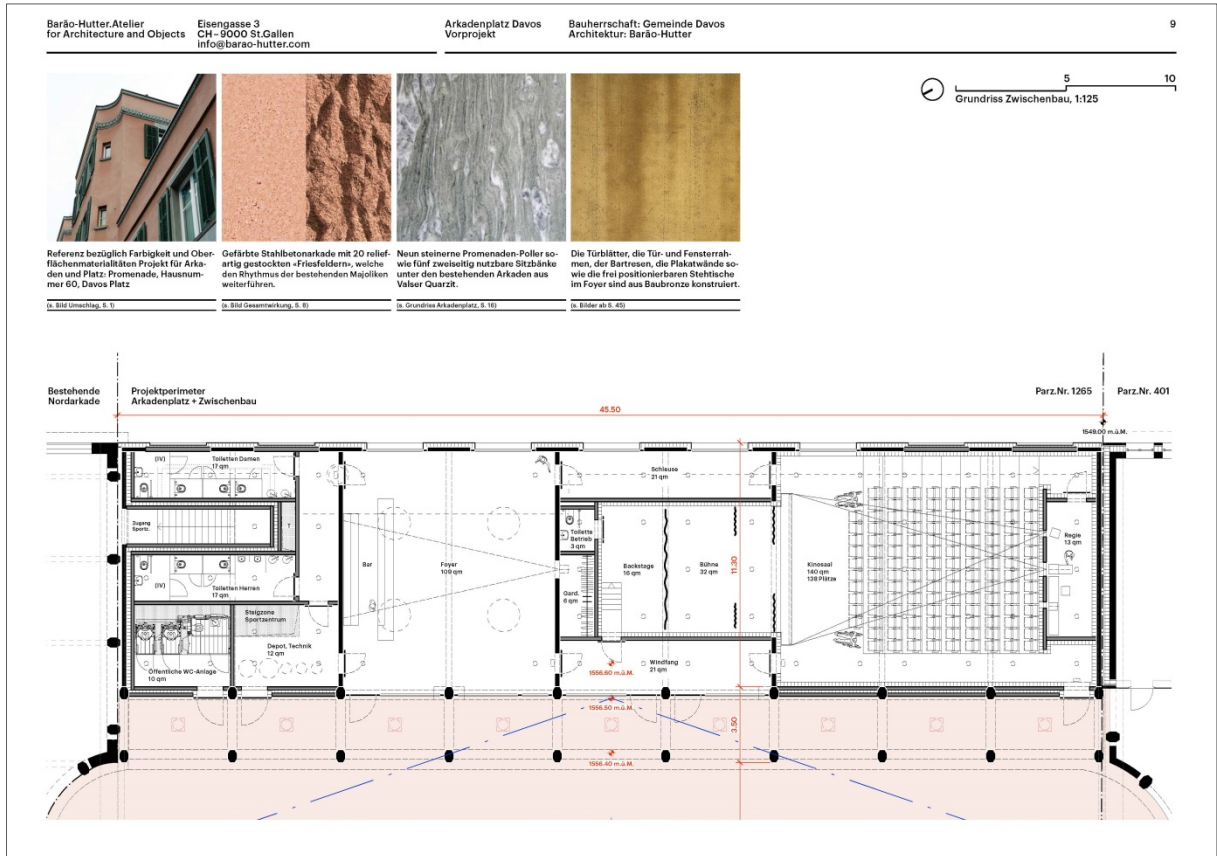 Barão-Hutter.Atelier
for Architecture and Objects
Eisengasse 3
CH–9000 St.Gallen
info@barao-hutter.com
Arkadenplatz Davos
Vorprojekt
Bauherrschaft: Gemeinde Davos
Architektur: Barão-Hutter
9
5
10
Grundriss Zwischenbau, 1:125
Referenz bezüglich Farbigkeit und Ober-
flächenmaterialitäten Projekt für Arka-
den und Platz: Promenade, Hausnum-
mer 60, Davos Platz
(s. Bild Umschlag, S. 1)
Gefärbte Stahlbetonarkade mit 20 relief-
artig gestockten «Friesfeldern», welche
den Rhythmus der bestehenden Majoliken
weiterführen.
(s. Bild Gesamtwirkung, S. 8)
Neun steinerne Promenaden-Poller so-
wie fünf zweiseitig nutzbare Sitzbänke
unter den bestehenden Arkaden aus
Valser Quarzit.
(s. Grundriss Arkadenplatz, S. 16)
Die Türblätter, die Tür- und Fensterrah-
men, der Bartresen, die Plakatwände so-
wie die frei positionierbaren Stehtische
im Foyer sind aus Baubronze konstruiert.
(s. Bilder ab S. 45)
Bestehende
Nordarkade
Projektperimeter
Arkadenplatz + Zwischenbau
Parz.Nr. 1265
Parz.Nr. 401
45.50
1549.00 m.ü.M.
(IV)
Toiletten Damen
17 qm
Schleuse
21 qm
Zugang
Sportz.
T
Toilette
Betrieb
3 qm
Regie
13 qm
Bar
Foyer
109 qm
Backstage
16 qm
Bühne
32 qm
11.30
Kinosaal
140 qm
138 Plätze
(IV)
Toiletten Herren
17 qm
Gard.
6 qm
Steigzone
Sportzentrum
Depot, Technik
12 qm
Öffentliche WC-Anlage
10 qm
Windfang
21 qm
1556.60 m.ü.M.
1556.50 m.ü.M.
3.50
1556.40 m.ü.M.